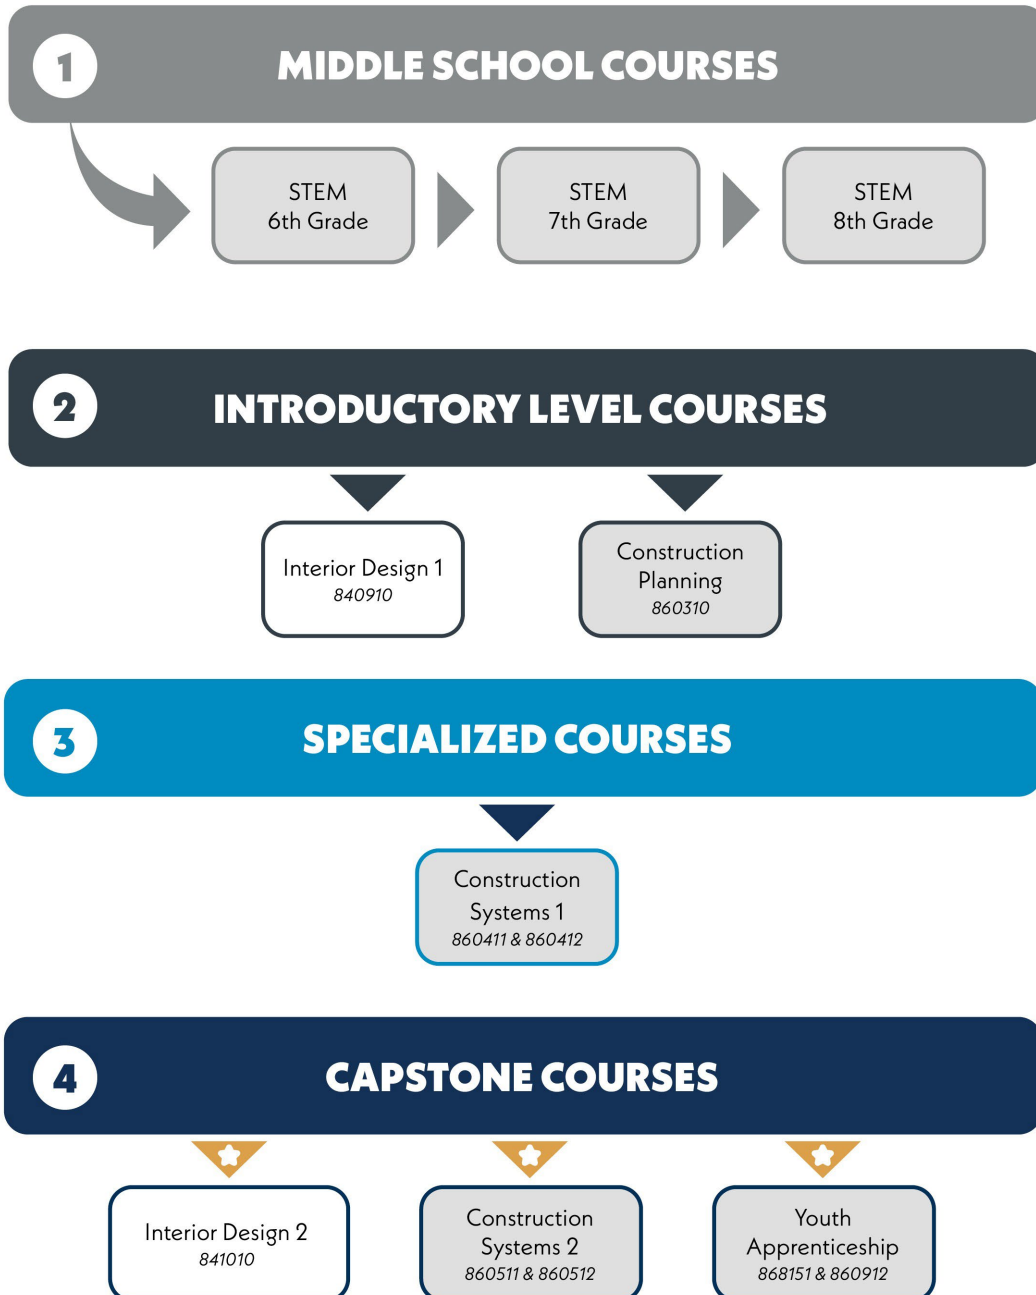 1
MIDDLE SCHOOL COURSES
STEM
6th Grade
STEM
7th Grade
STEM
8th Grade
2
INTRODUCTORY LEVEL COURSES
Interior Design 1
840910
Construction
Planning
860310
3
SPECIALIZED COURSES
Construction
Systems 1
860411 & 860412
4
CAPSTONE COURSES
Interior Design 2
841010
Construction
Systems 2
860511 & 860512
Youth
Apprenticeship
868151 & 860912